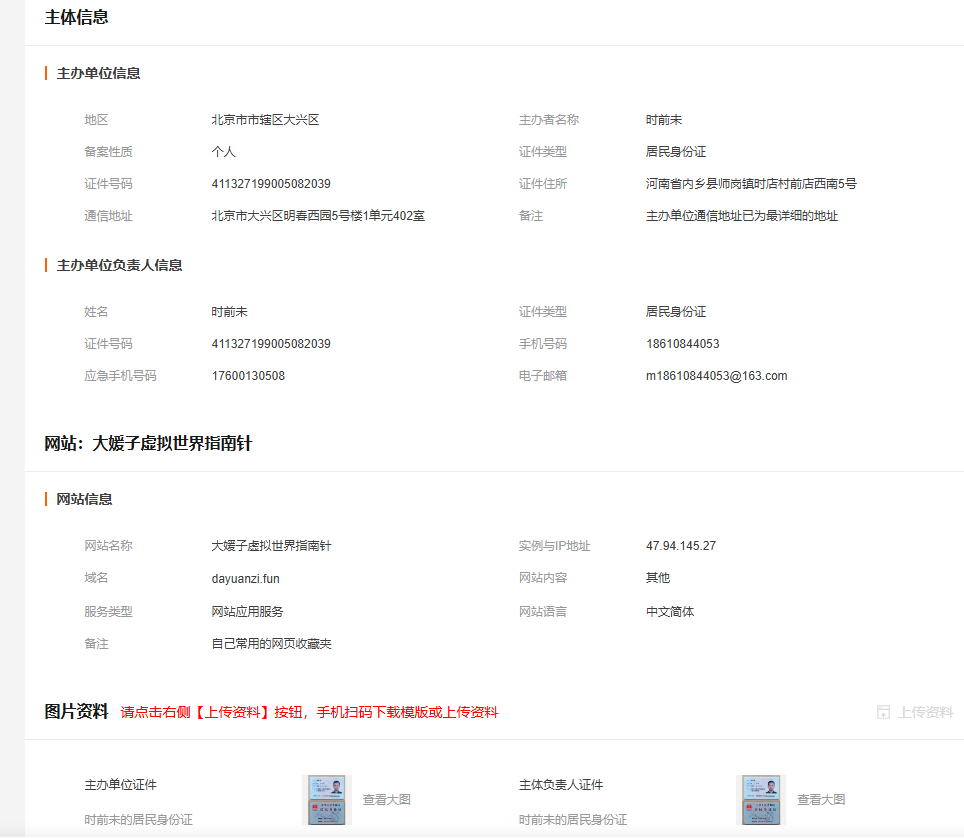 主体信息
主办单位信息
地区 北京市市辖区大兴区 主办者名称 时前未
备案性质 个人 证件类型 居民身份证
证件号码 411327199005082039 证件住所 河南省内乡县师岗镇时店村前店西南5号
通信地址 北京市大兴区明春西园5号楼1单元402室 备注 主办单位通信地址已为最详细的地址
主办单位负责人信息
姓名 时前未 证件类型 居民身份证
证件号码 411327199005082039 手机号码 18610844053
应急手机号码 17600130508 电子邮箱 m18610844053@163.com
网站：大媛子虚拟世界指南针
网站信息
网站名称 大媛子虚拟世界指南针 实例与IP地址 47.94.145.27
域名 dayuanzi.fun 网站内容 其他
服务类型 网站应用服务 网站语言 中文简体
备注 自己常用的网页收藏夹
图片资料 请点击右侧【上传资料】按钮，手机扫码下载模版或上传资料 上传资料
主办单位证件 查看大图 主体负责人证件 查看大图
时前未的居民身份证 时前未的居民身份证